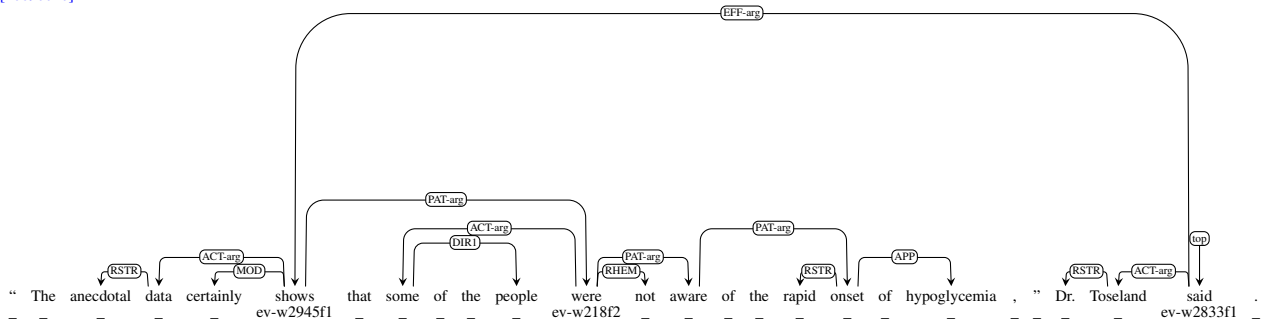 EFF-arg
PAT-arg
ACT-arg PAT-arg
DIR1 top
ACT-arg PAT-arg APP
RSTR MOD RHEM RSTR RSTR ACT-arg
“ The anecdotal data certainly shows that some of the people were not aware of the rapid onset of hypoglycemia , ” Dr. Toseland said .
_ _ _ _ _ ev-w2945f1 _ _ _ _ _ ev-w218f2 _ _ _ _ _ _ _ _ _ _ _ _ ev-w2833f1 _